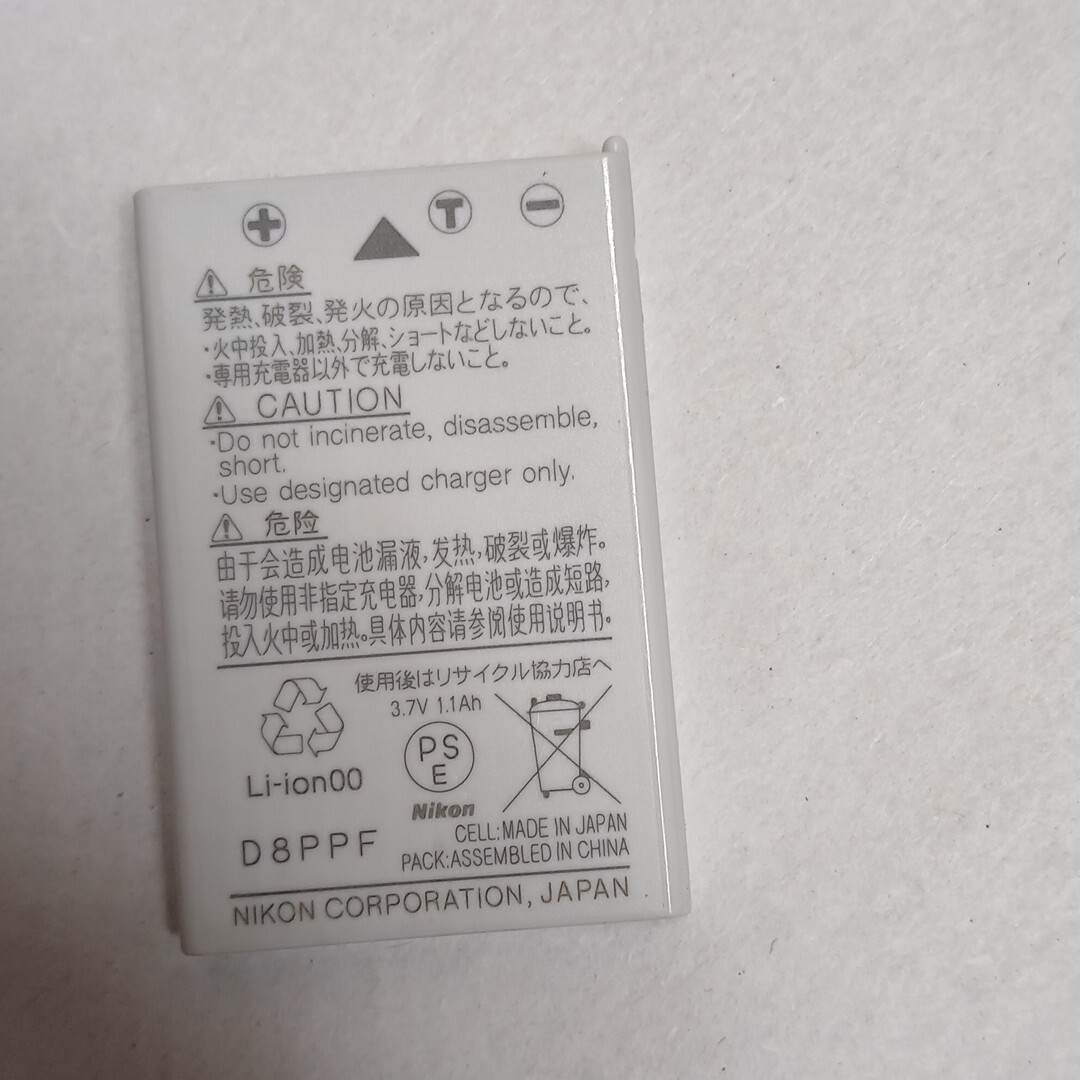 + T −
危険
発熱、破裂、発火の原因となるので、
・火中投入、加熱、分解、ショートなどしないこと。
・専用充電器以外で充電しないこと。
CAUTION
·Do not incinerate, disassemble,
short.
·Use designated charger only.
危险
由于会造成电池漏液,发热,破裂或爆炸。
请勿使用非指定充电器,分解电池或造成短路,
投入火中或加热。具体内容请参阅使用说明书。
使用後はリサイクル協力店へ
3.7V 1.1Ah
PS
E
Li-ion00
Nikon
D8PPF
CELL:MADE IN JAPAN
PACK:ASSEMBLED IN CHINA
NIKON CORPORATION, JAPAN